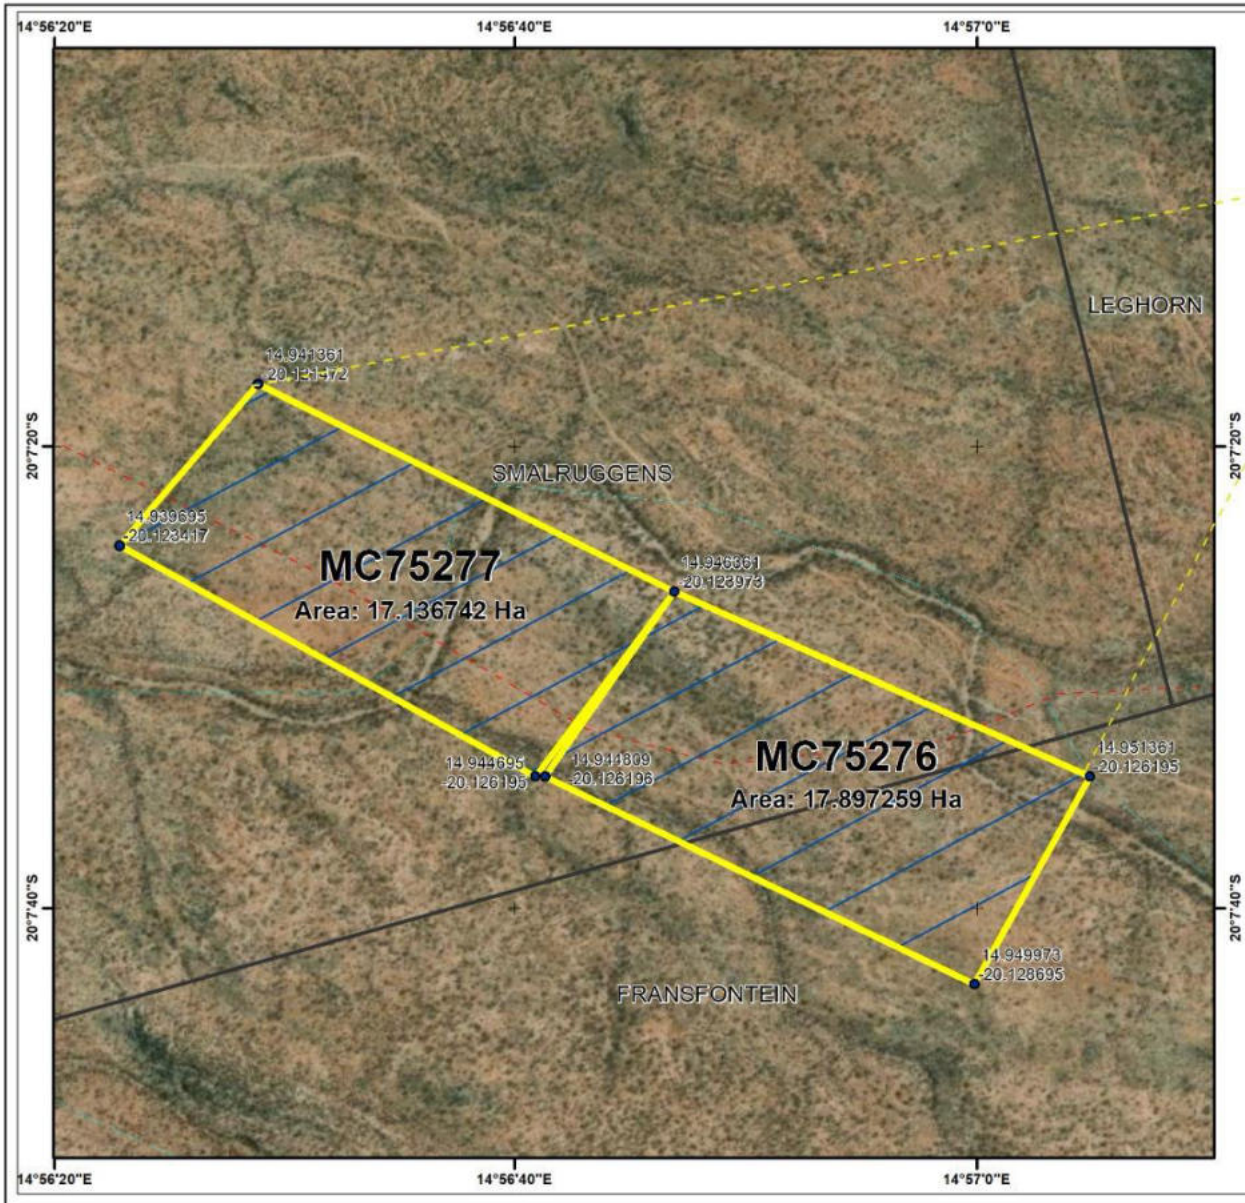 14°56'20"E
14°56'40"E
14°57'0"E
LEGHORN
14.941361
-20.121472
20°7'20"S
20°7'20"S
SMALRUGGENS
14.939695
-20.123417
MC75277
Area: 17.136742 Ha
14.946361
-20.123973
MC75276
Area: 17.897259 Ha
14.944695
-20.126195
14.944809
-20.126196
14.951361
-20.126195
20°7'40"S
20°7'40"S
14.949973
-20.128695
FRANSFONTEIN
14°56'20"E
14°56'40"E
14°57'0"E